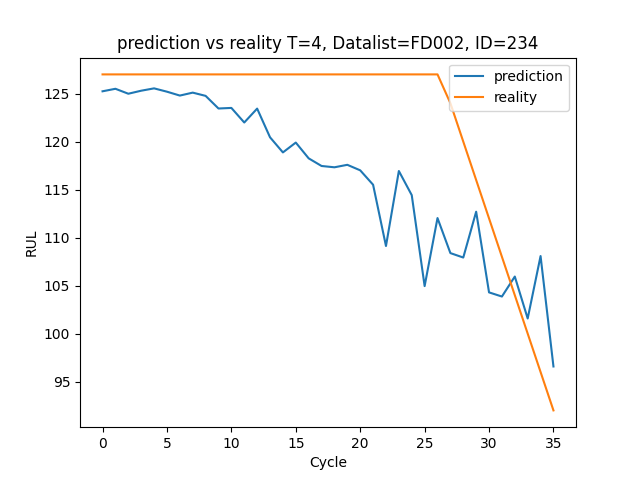 prediction vs reality T=4, Datalist=FD002, ID=234
prediction
reality
RUL
125
120
115
110
105
100
95
0 5 10 15 20 25 30 35
Cycle